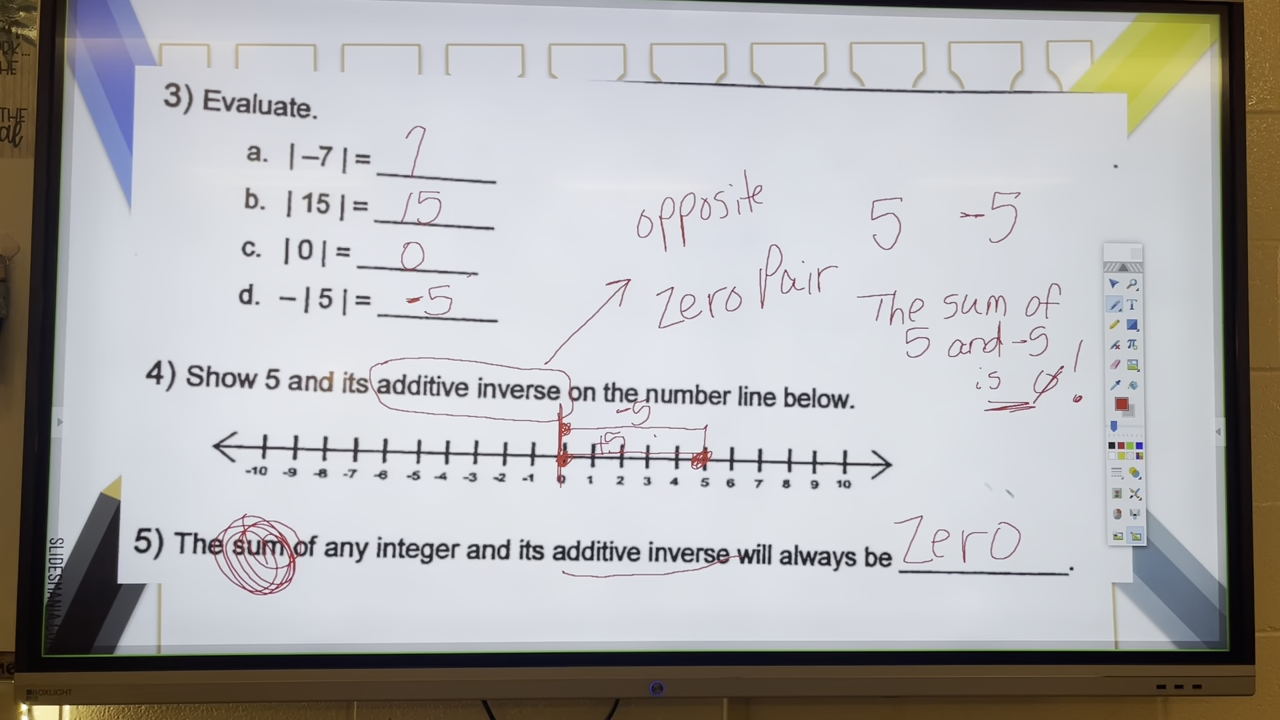 3) Evaluate.
a. |−7| = 7
b. |15| = 15
c. |0| = 0
d. −|5| = -5
opposite
zero Pair
5 -5
The sum of
5 and -5
is 0!
4) Show 5 and its additive inverse on the number line below.
-5
5
-10 -9 -8 -7 -6 -5 -4 -3 -2 -1 0 1 2 3 4 5 6 7 8 9 10
5) The sum of any integer and its additive inverse will always be zero.
BOXLIGHT